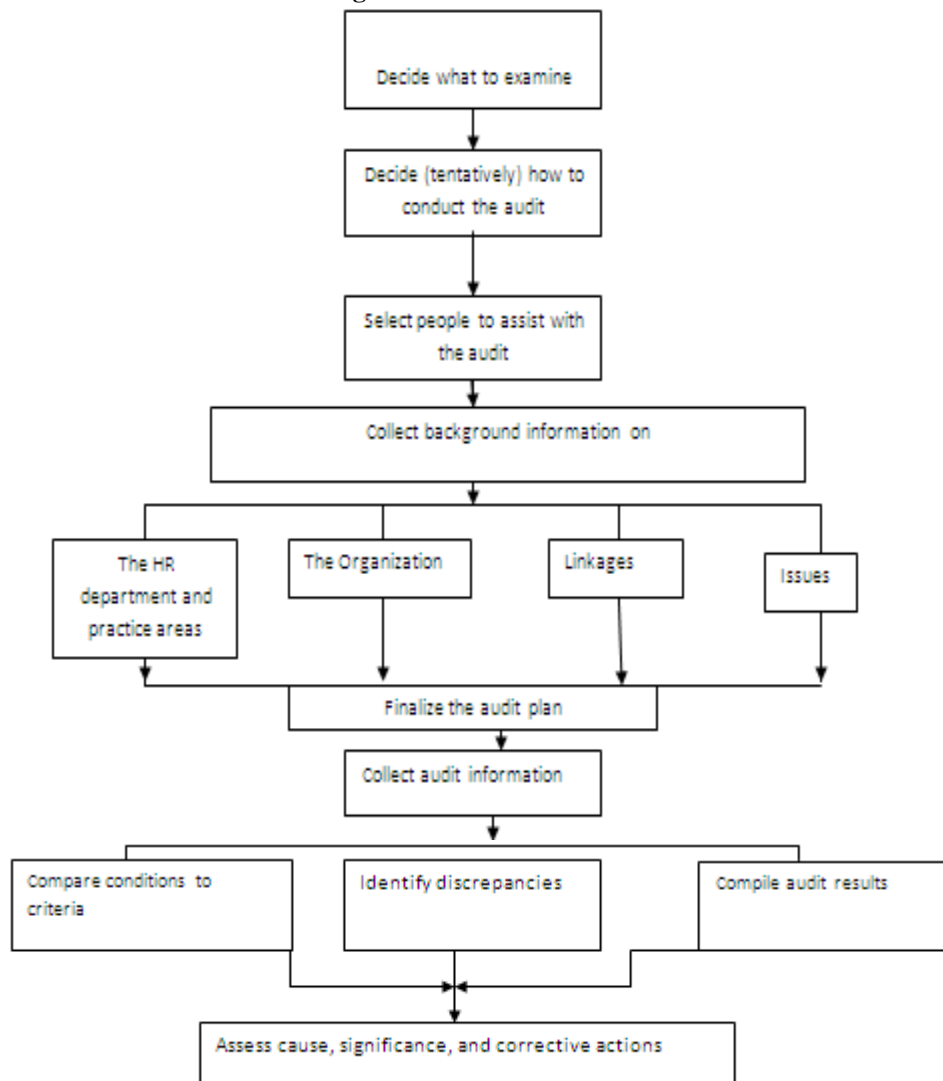 Decide what to examine
Decide (tentatively) how to
conduct the audit
Select people to assist with
the audit
Collect background information on
The HR
department and
practice areas
The Organization
Linkages
Issues
Finalize the audit plan
Collect audit information
Compare conditions to
criteria
Identify discrepancies
Compile audit results
Assess cause, significance, and corrective actions